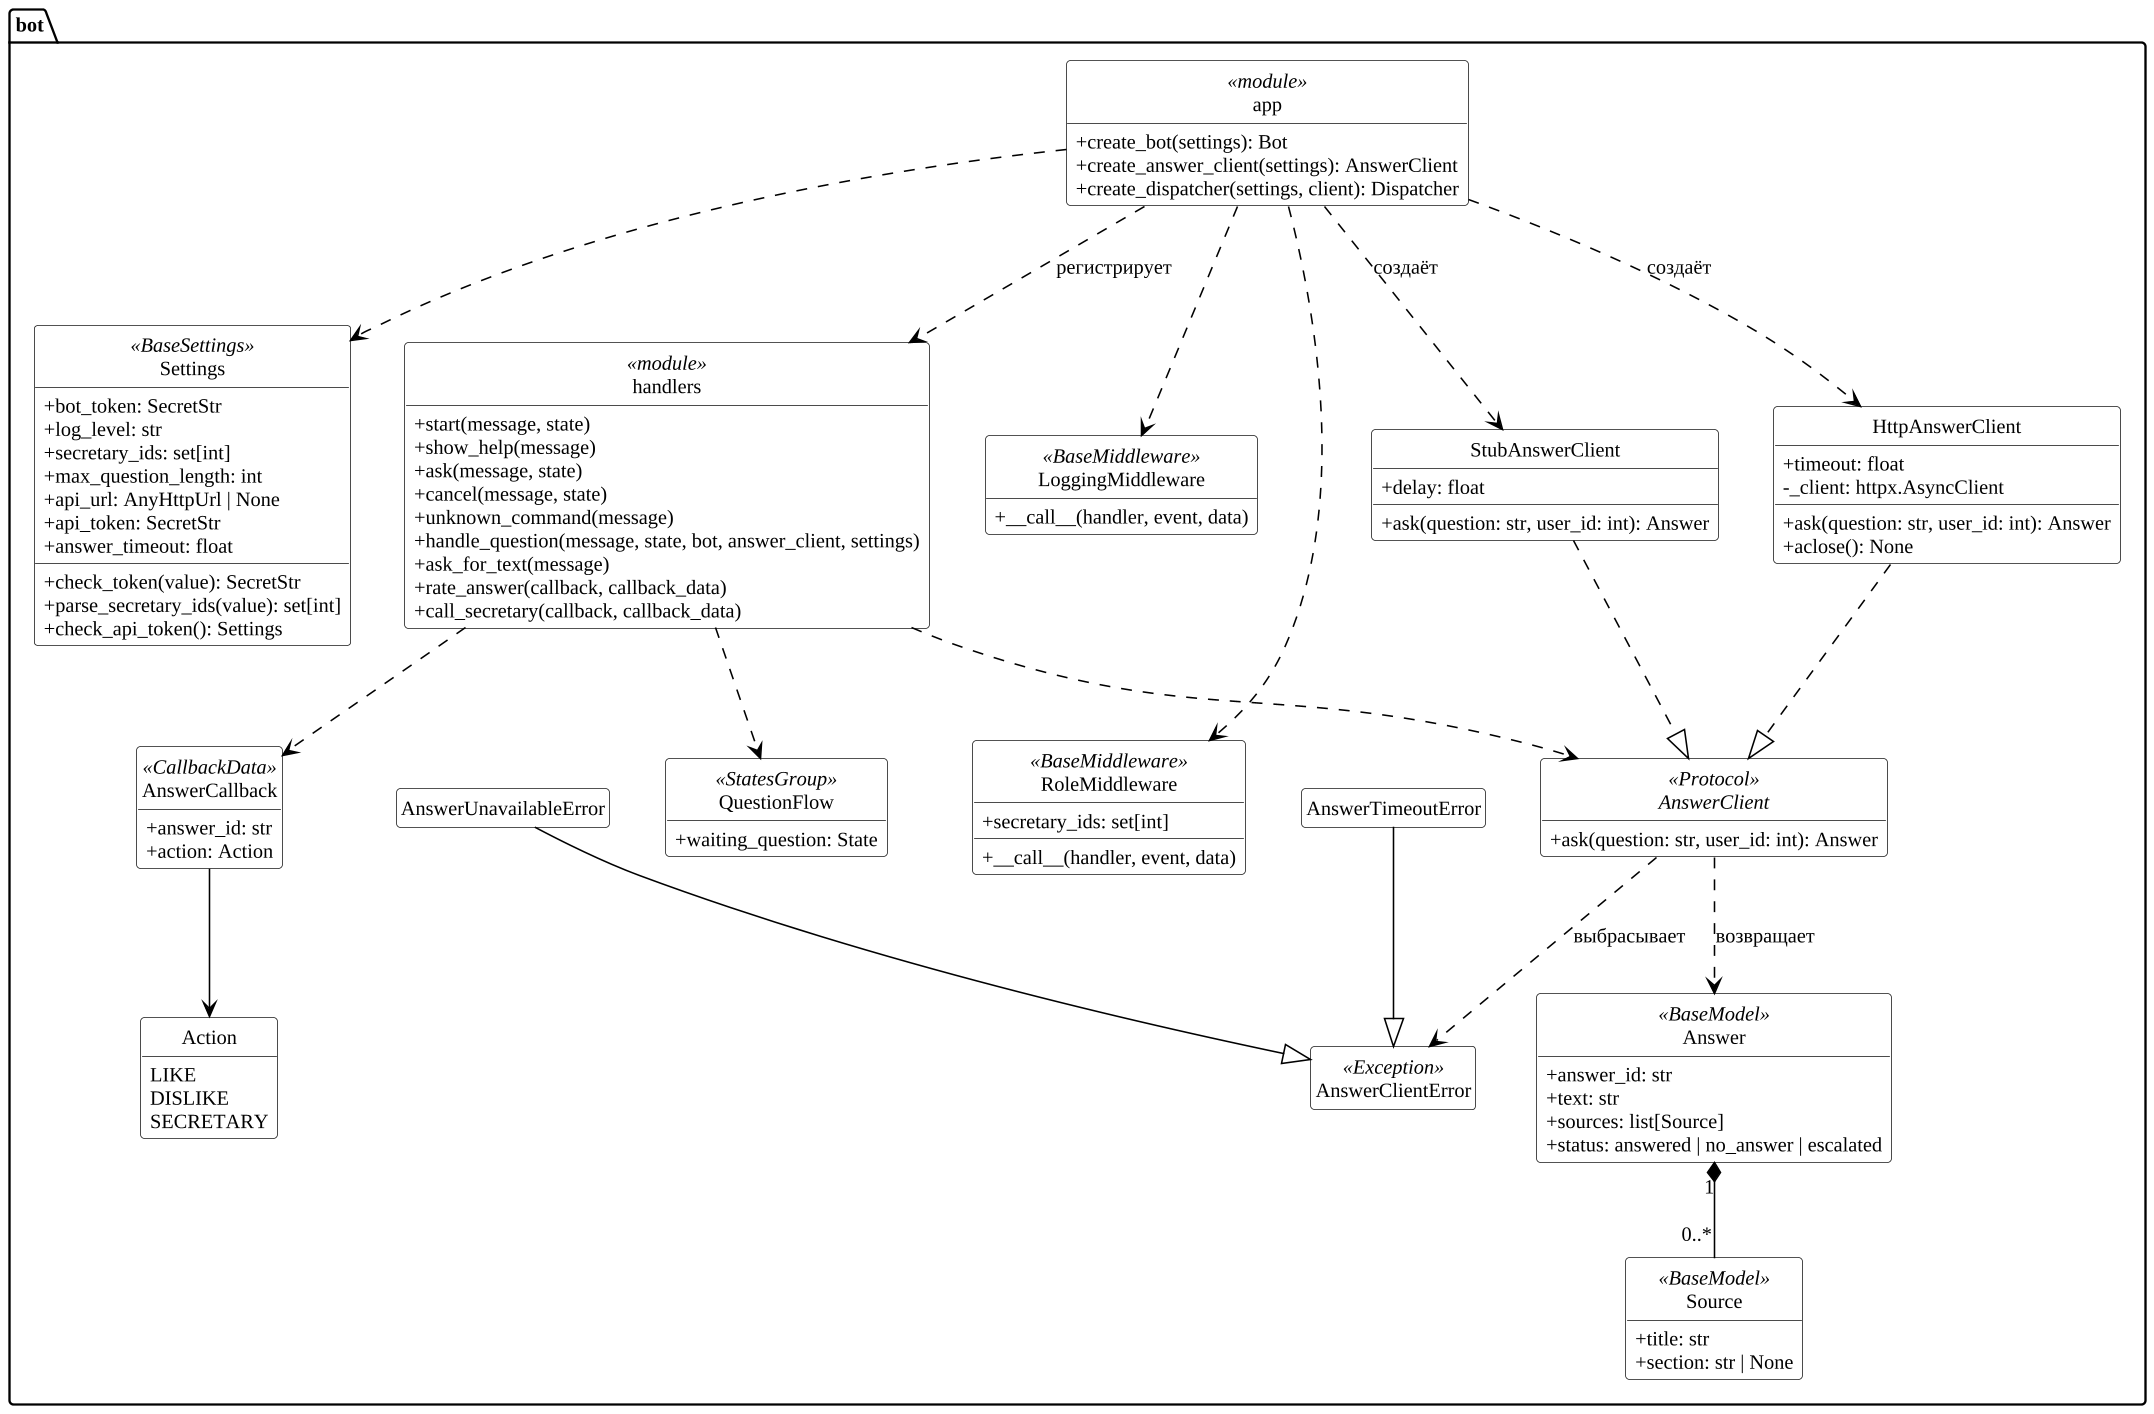 bot
«module»
app
+create_bot(settings): Bot
+create_answer_client(settings): AnswerClient
+create_dispatcher(settings, client): Dispatcher
регистрирует
создаёт
создаёт
«BaseSettings»
Settings
+bot_token: SecretStr
+log_level: str
+secretary_ids: set[int]
+max_question_length: int
+api_url: AnyHttpUrl | None
+api_token: SecretStr
+answer_timeout: float
+check_token(value): SecretStr
+parse_secretary_ids(value): set[int]
+check_api_token(): Settings
«module»
handlers
+start(message, state)
+show_help(message)
+ask(message, state)
+cancel(message, state)
+unknown_command(message)
+handle_question(message, state, bot, answer_client, settings)
+ask_for_text(message)
+rate_answer(callback, callback_data)
+call_secretary(callback, callback_data)
«BaseMiddleware»
LoggingMiddleware
+__call__(handler, event, data)
StubAnswerClient
+delay: float
+ask(question: str, user_id: int): Answer
HttpAnswerClient
+timeout: float
-_client: httpx.AsyncClient
+ask(question: str, user_id: int): Answer
+aclose(): None
«CallbackData»
AnswerCallback
+answer_id: str
+action: Action
AnswerUnavailableError
«StatesGroup»
QuestionFlow
+waiting_question: State
«BaseMiddleware»
RoleMiddleware
+secretary_ids: set[int]
+__call__(handler, event, data)
AnswerTimeoutError
«Protocol»
AnswerClient
+ask(question: str, user_id: int): Answer
выбрасывает
возвращает
Action
LIKE
DISLIKE
SECRETARY
«Exception»
AnswerClientError
«BaseModel»
Answer
+answer_id: str
+text: str
+sources: list[Source]
+status: answered | no_answer | escalated
1
0..*
«BaseModel»
Source
+title: str
+section: str | None